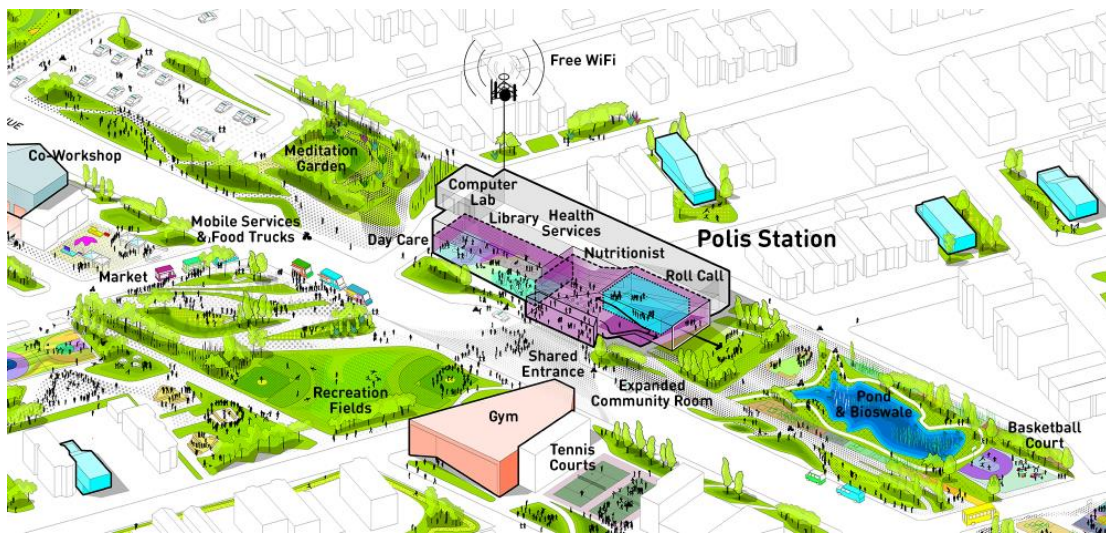 Free WiFi
UE
Co-Workshop
Meditation
Garden
Computer
Lab
Library
Health
Services
Mobile Services
& Food Trucks
Day Care
Nutritionist
Polis Station
Market
Roll Call
Shared
Entrance
Expanded
Community Room
Recreation
Fields
Gym
Pond
& Bioswale
Basketball
Court
Tennis
Courts